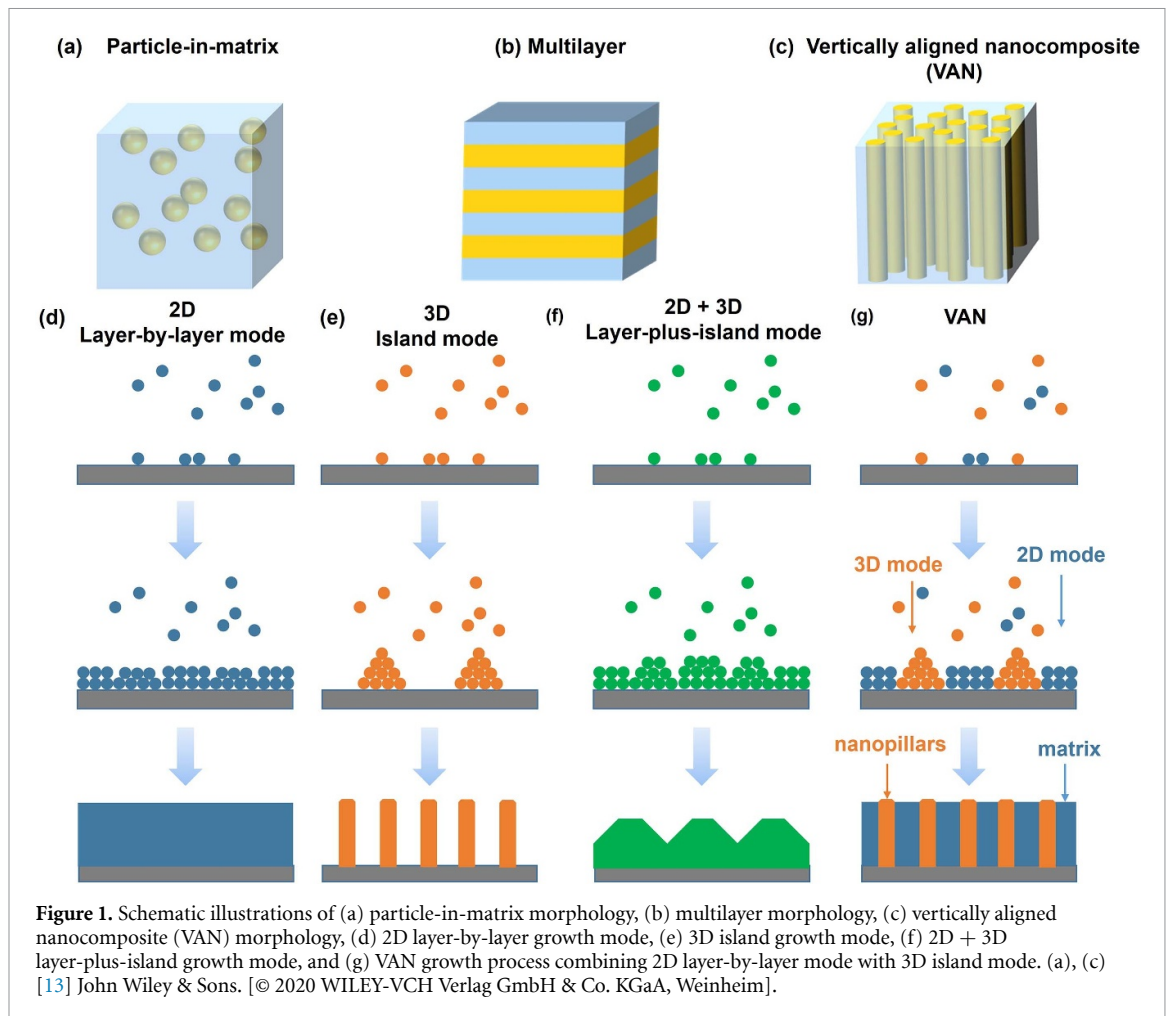 (a) Particle-in-matrix
(b) Multilayer
(c) Vertically aligned nanocomposite
(VAN)
(d) 2D
Layer-by-layer mode
(e) 3D
Island mode
(f) 2D + 3D
Layer-plus-island mode
(g) VAN
3D mode
2D mode
nanopillars
matrix
Figure 1. Schematic illustrations of (a) particle-in-matrix morphology, (b) multilayer morphology, (c) vertically aligned
nanocomposite (VAN) morphology, (d) 2D layer-by-layer growth mode, (e) 3D island growth mode, (f) 2D + 3D
layer-plus-island growth mode, and (g) VAN growth process combining 2D layer-by-layer mode with 3D island mode. (a), (c)
[13] John Wiley & Sons. [© 2020 WILEY-VCH Verlag GmbH & Co. KGaA, Weinheim].